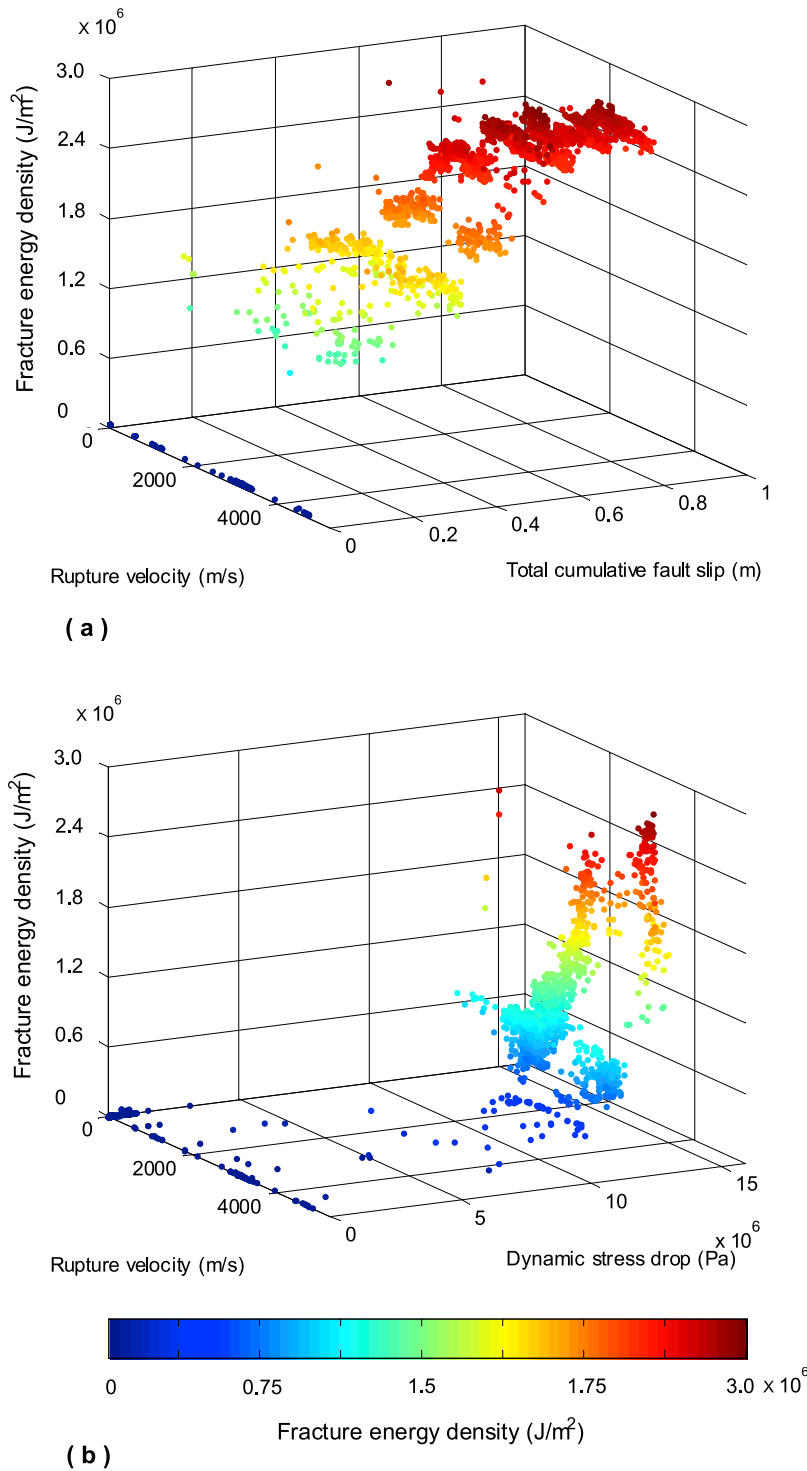 x 10^6
3.0
2.4
1.8
1.2
0.6
0
Fracture energy density (J/m²)
0
2000
4000
Rupture velocity (m/s)
0
0.2
0.4
0.6
0.8
1
Total cumulative fault slip (m)
( a )
x 10^6
3.0
2.4
1.8
1.2
0.6
0
Fracture energy density (J/m²)
0
2000
4000
Rupture velocity (m/s)
0
5
10
15
x 10^6
Dynamic stress drop (Pa)
0 0.75 1.5 1.75 3.0 x 10^6
Fracture energy density (J/m²)
( b )